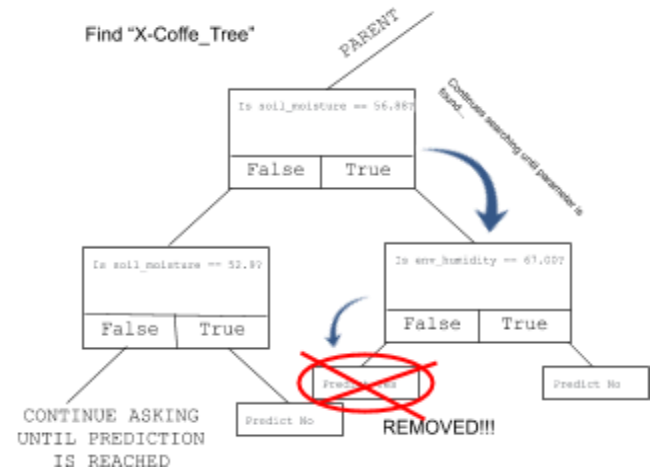 Find “X-Coffe_Tree”
PARENT
Is soil_moisture == 56.88?
False True
Continues searching until parameter is
found...
Is soil_moisture == 52.8?
False True
Is env_humidity == 67.00?
False True
Predict Yes
Predict No
Predict No
REMOVED!!!
CONTINUE ASKING
UNTIL PREDICTION
IS REACHED